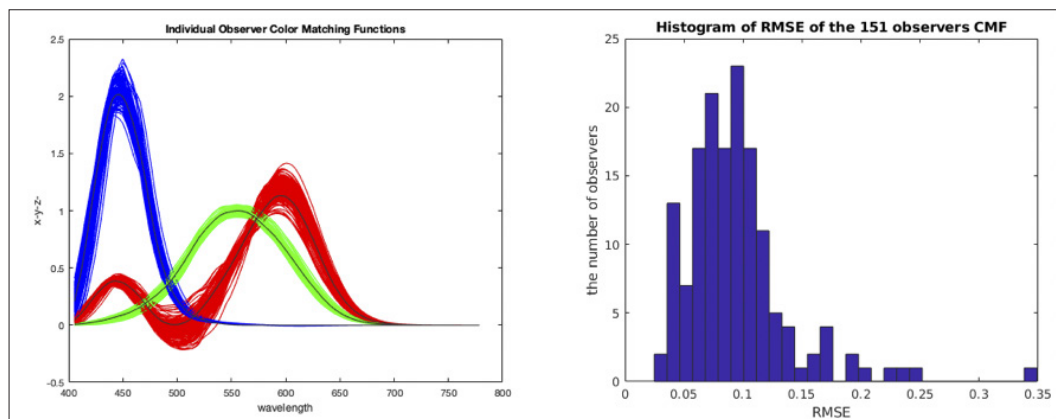 Individual Observer Color Matching Functions
2.5
2
1.5
1
0.5
0
-0.5
x-y-z-
400 450 500 550 600 650 700 750 800
wavelength
Histogram of RMSE of the 151 observers CMF
25
20
15
10
5
0
the number of observers
0 0.05 0.1 0.15 0.2 0.25 0.3 0.35
RMSE